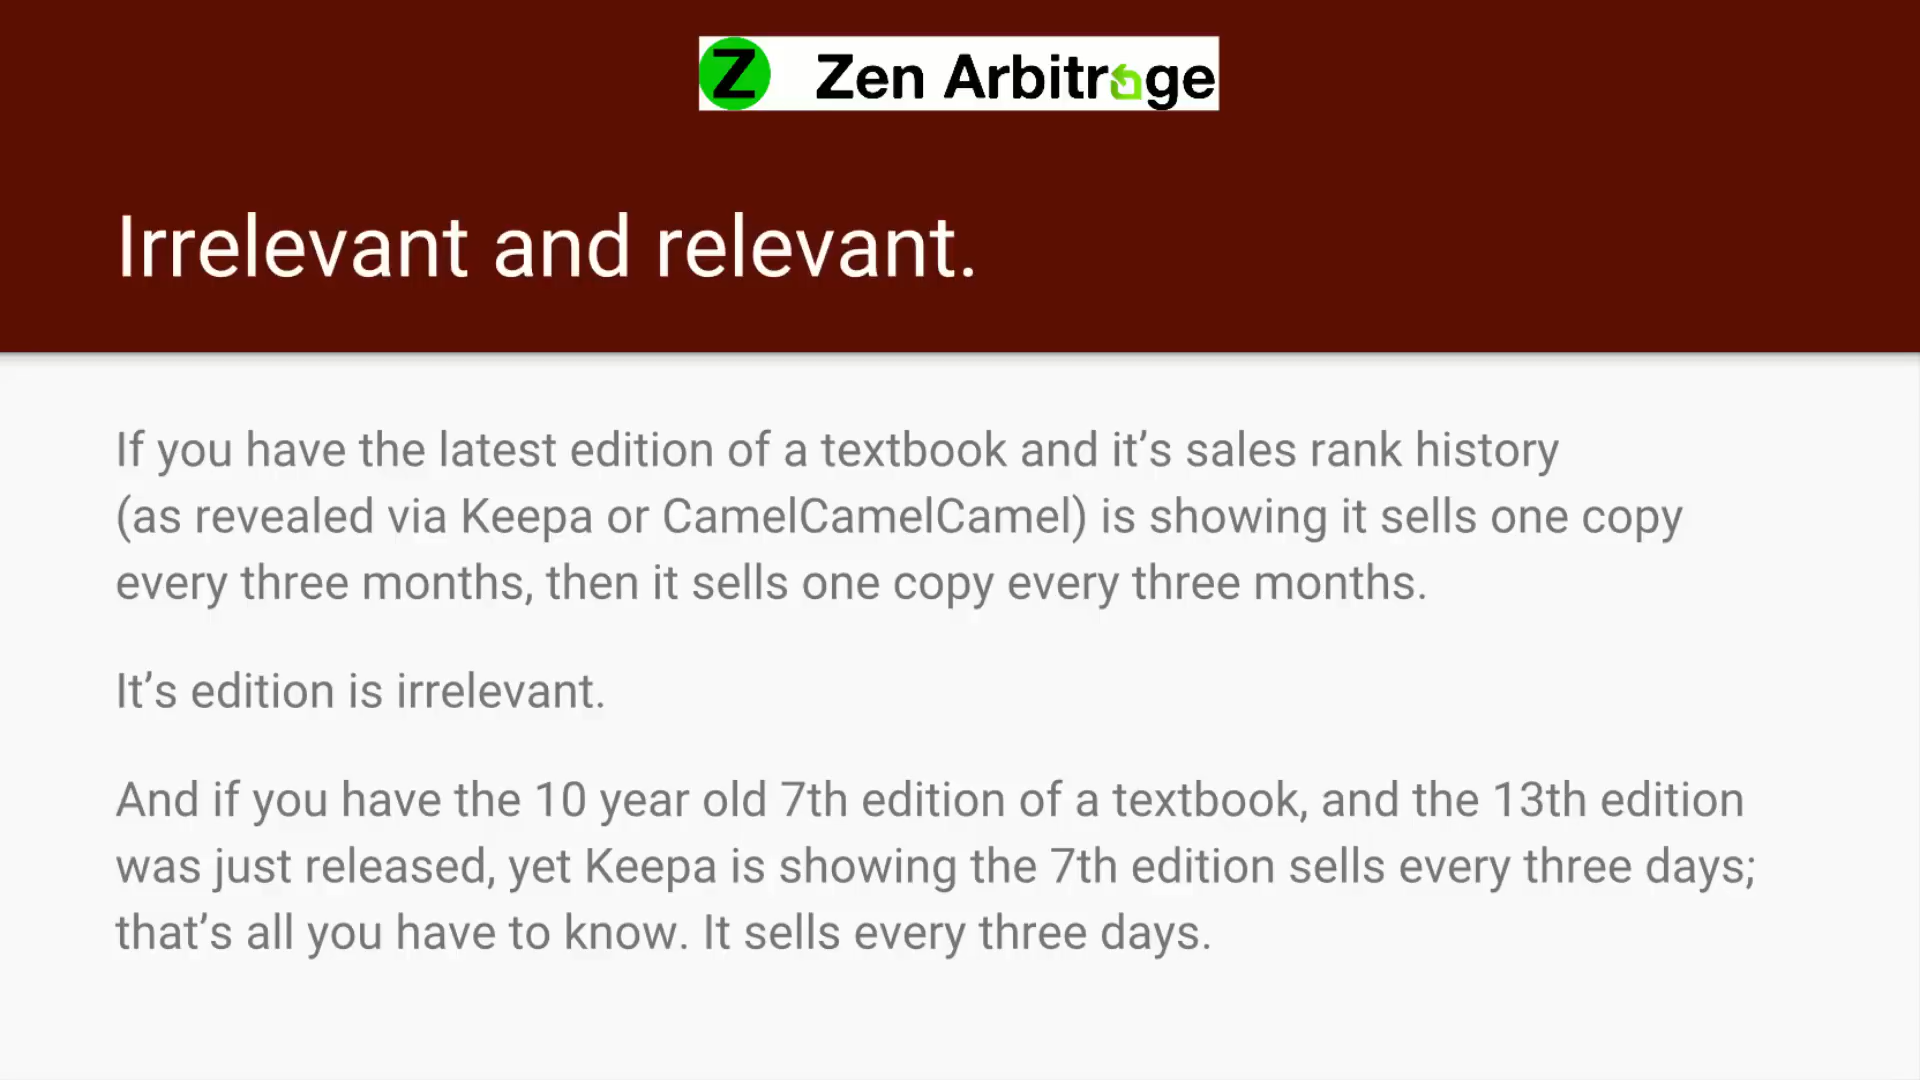 Z Zen Arbitrage
Irrelevant and relevant.
If you have the latest edition of a textbook and it’s sales rank history
(as revealed via Keepa or CamelCamelCamel) is showing it sells one copy
every three months, then it sells one copy every three months.
It’s edition is irrelevant.
And if you have the 10 year old 7th edition of a textbook, and the 13th edition
was just released, yet Keepa is showing the 7th edition sells every three days;
that’s all you have to know. It sells every three days.